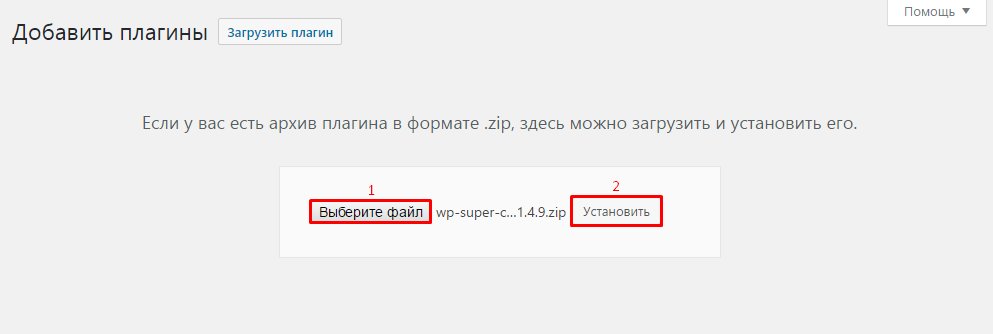 Помощь
Добавить плагины Загрузить плагин
Если у вас есть архив плагина в формате .zip, здесь можно загрузить и установить его.
1 2
Выберите файл wp-super-c...1.4.9.zip Установить